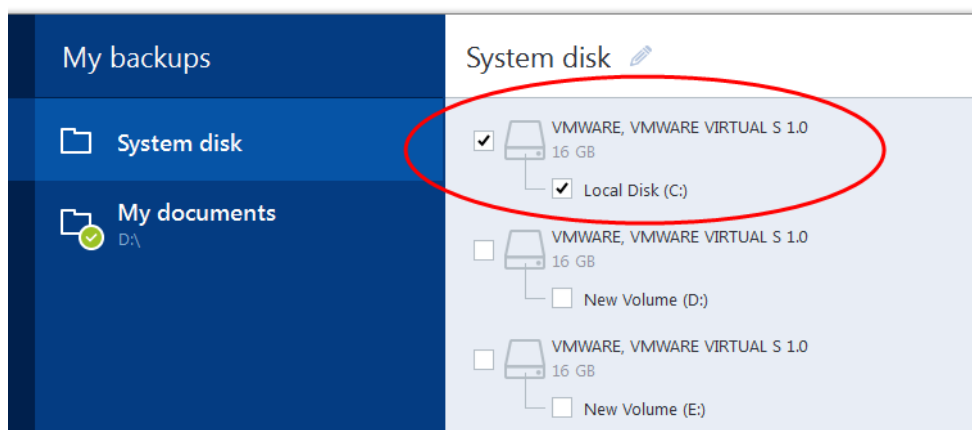 My backups
System disk
My documents
D:\
System disk
VMWARE, VMWARE VIRTUAL S 1.0
16 GB
Local Disk (C:)
VMWARE, VMWARE VIRTUAL S 1.0
16 GB
New Volume (D:)
VMWARE, VMWARE VIRTUAL S 1.0
16 GB
New Volume (E:)